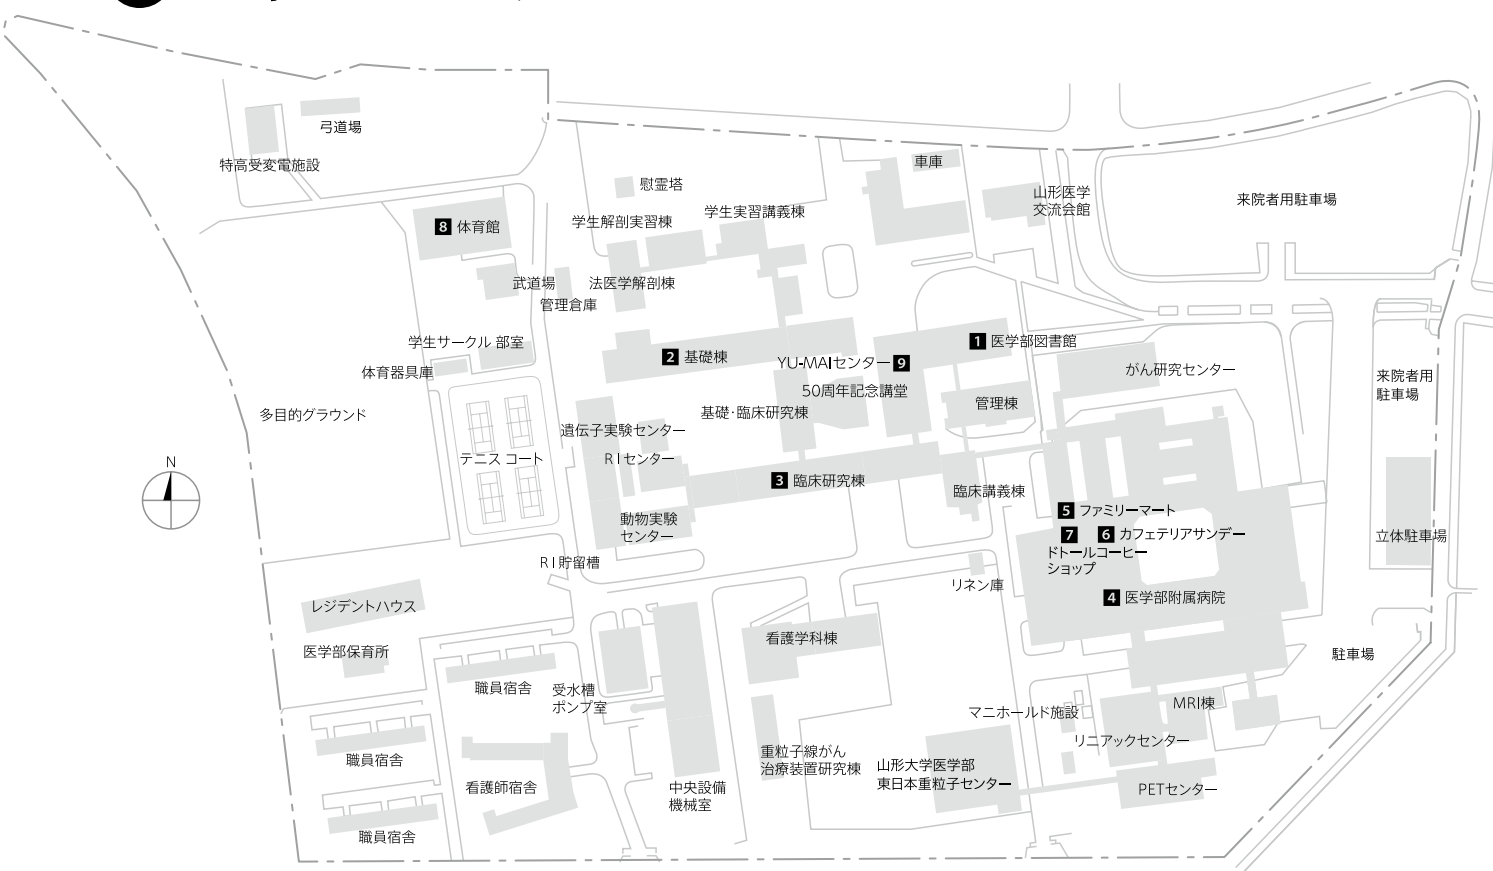 弓道場
特高受変電施設
慰霊塔
車庫
山形医学
交流会館
来院者用駐車場
8 体育館
学生解剖実習棟
学生実習講義棟
武道場
法医学解剖棟
管理倉庫
学生サークル 部室
体育器具庫
2 基礎棟
1 医学部図書館
YU-MAIセンター 9
50周年記念講堂
がん研究センター
来院者用
駐車場
多目的グラウンド
基礎・臨床研究棟
管理棟
遺伝子実験センター
テニス コート
RIセンター
N
3 臨床研究棟
臨床講義棟
5 ファミリーマート
動物実験
センター
7
6 カフェテリアサンデー
ドトールコーヒー
ショップ
立体駐車場
RI貯留槽
リネン庫
4 医学部附属病院
レジデントハウス
医学部保育所
看護学科棟
駐車場
職員宿舎
受水槽
ポンプ室
マニホールド施設
MRI棟
リニアックセンター
職員宿舎
重粒子線がん
治療装置研究棟
山形大学医学部
東日本重粒子センター
看護師宿舎
中央設備
機械室
PETセンター
職員宿舎